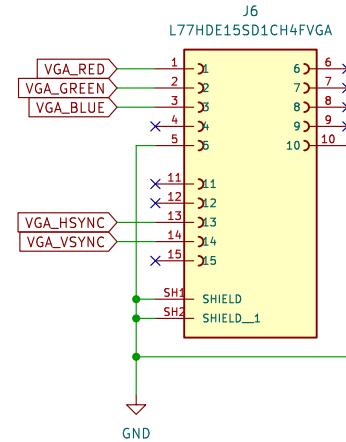 J6
L77HDE15SD1CH4FVGA
VGA_RED 1 1 6 6
VGA_GREEN 2 2 7 7
VGA_BLUE 3 3 8 8
4 4 9 9
5 5 10 10
11 11
12 12
VGA_HSYNC 13 13
VGA_VSYNC 14 14
15 15
SH1 SHIELD
SH2 SHIELD__1
GND